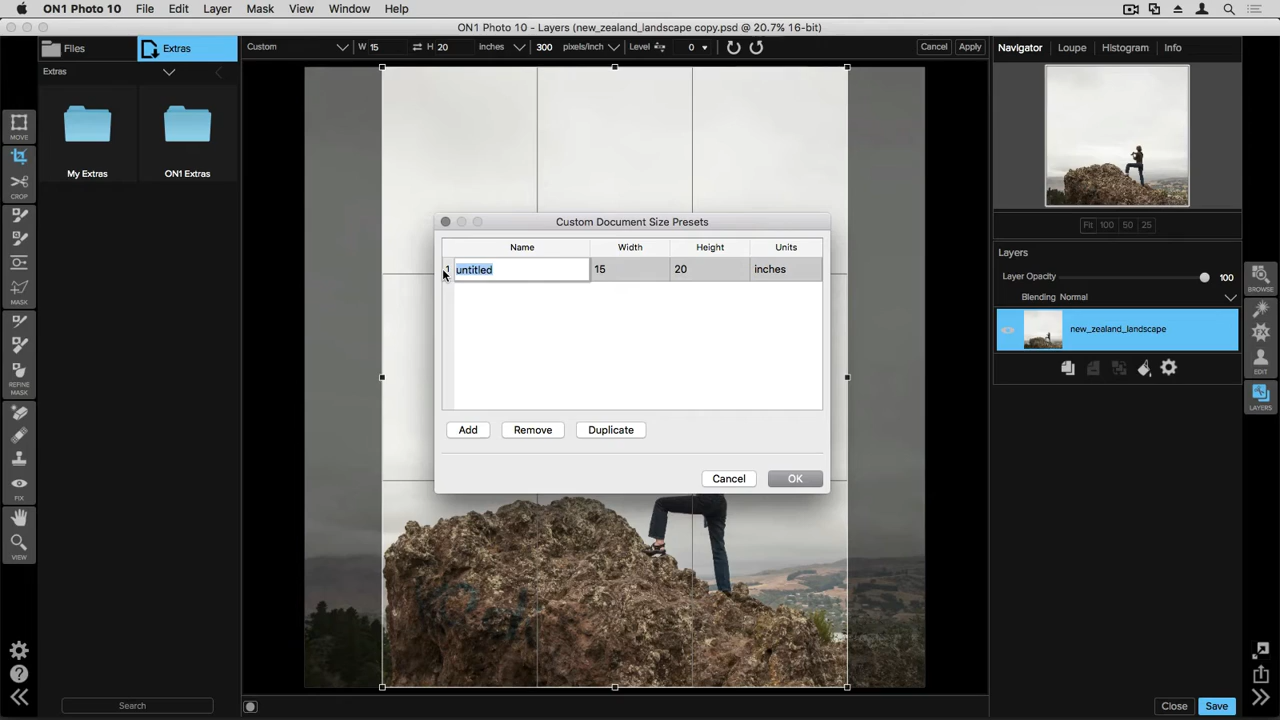 ON1 Photo 10 File Edit Layer Mask View Window Help
ON1 Photo 10 - Layers (new_zealand_landscape copy.psd @ 20.7% 16-bit)
Files Extras Custom W 15 H 20 inches 300 pixels/inch Level 0 Cancel Apply Navigator Loupe Histogram Info
Extras
My Extras ON1 Extras
MOVE
CROP
MASK
REFINE
MASK
FIX
VIEW
Search
Custom Document Size Presets
Name Width Height Units
1 untitled 15 20 inches
Add Remove Duplicate
Cancel OK
Fit 100 50 25
Layers
Layer Opacity 100
Blending Normal
new_zealand_landscape
BROWSE
FX
EDIT
LAYERS
Close Save